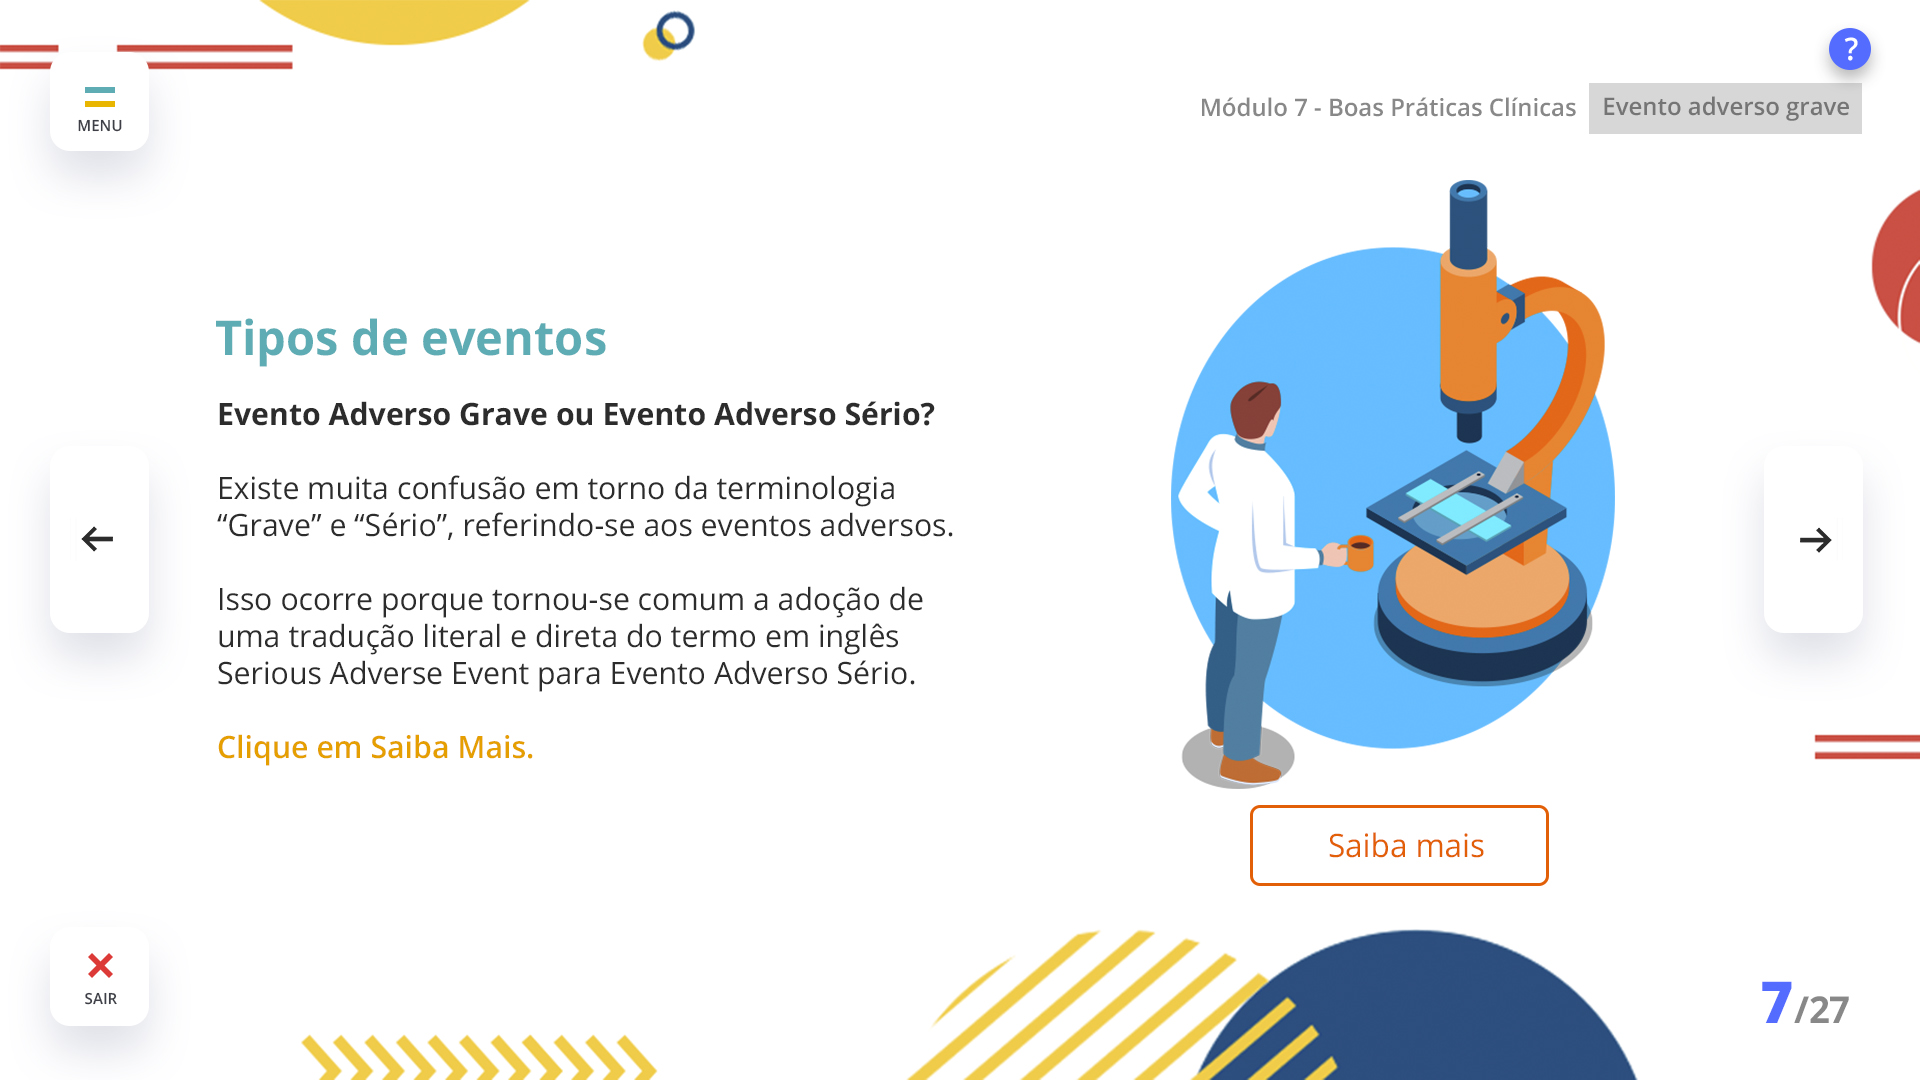 ?
MENU
Módulo 7 - Boas Práticas Clínicas
Evento adverso grave
Tipos de eventos
Evento Adverso Grave ou Evento Adverso Sério?
Existe muita confusão em torno da terminologia
“Grave” e “Sério”, referindo-se aos eventos adversos.
Isso ocorre porque tornou-se comum a adoção de
uma tradução literal e direta do termo em inglês
Serious Adverse Event para Evento Adverso Sério.
Clique em Saiba Mais.
Saiba mais
SAIR
7/27